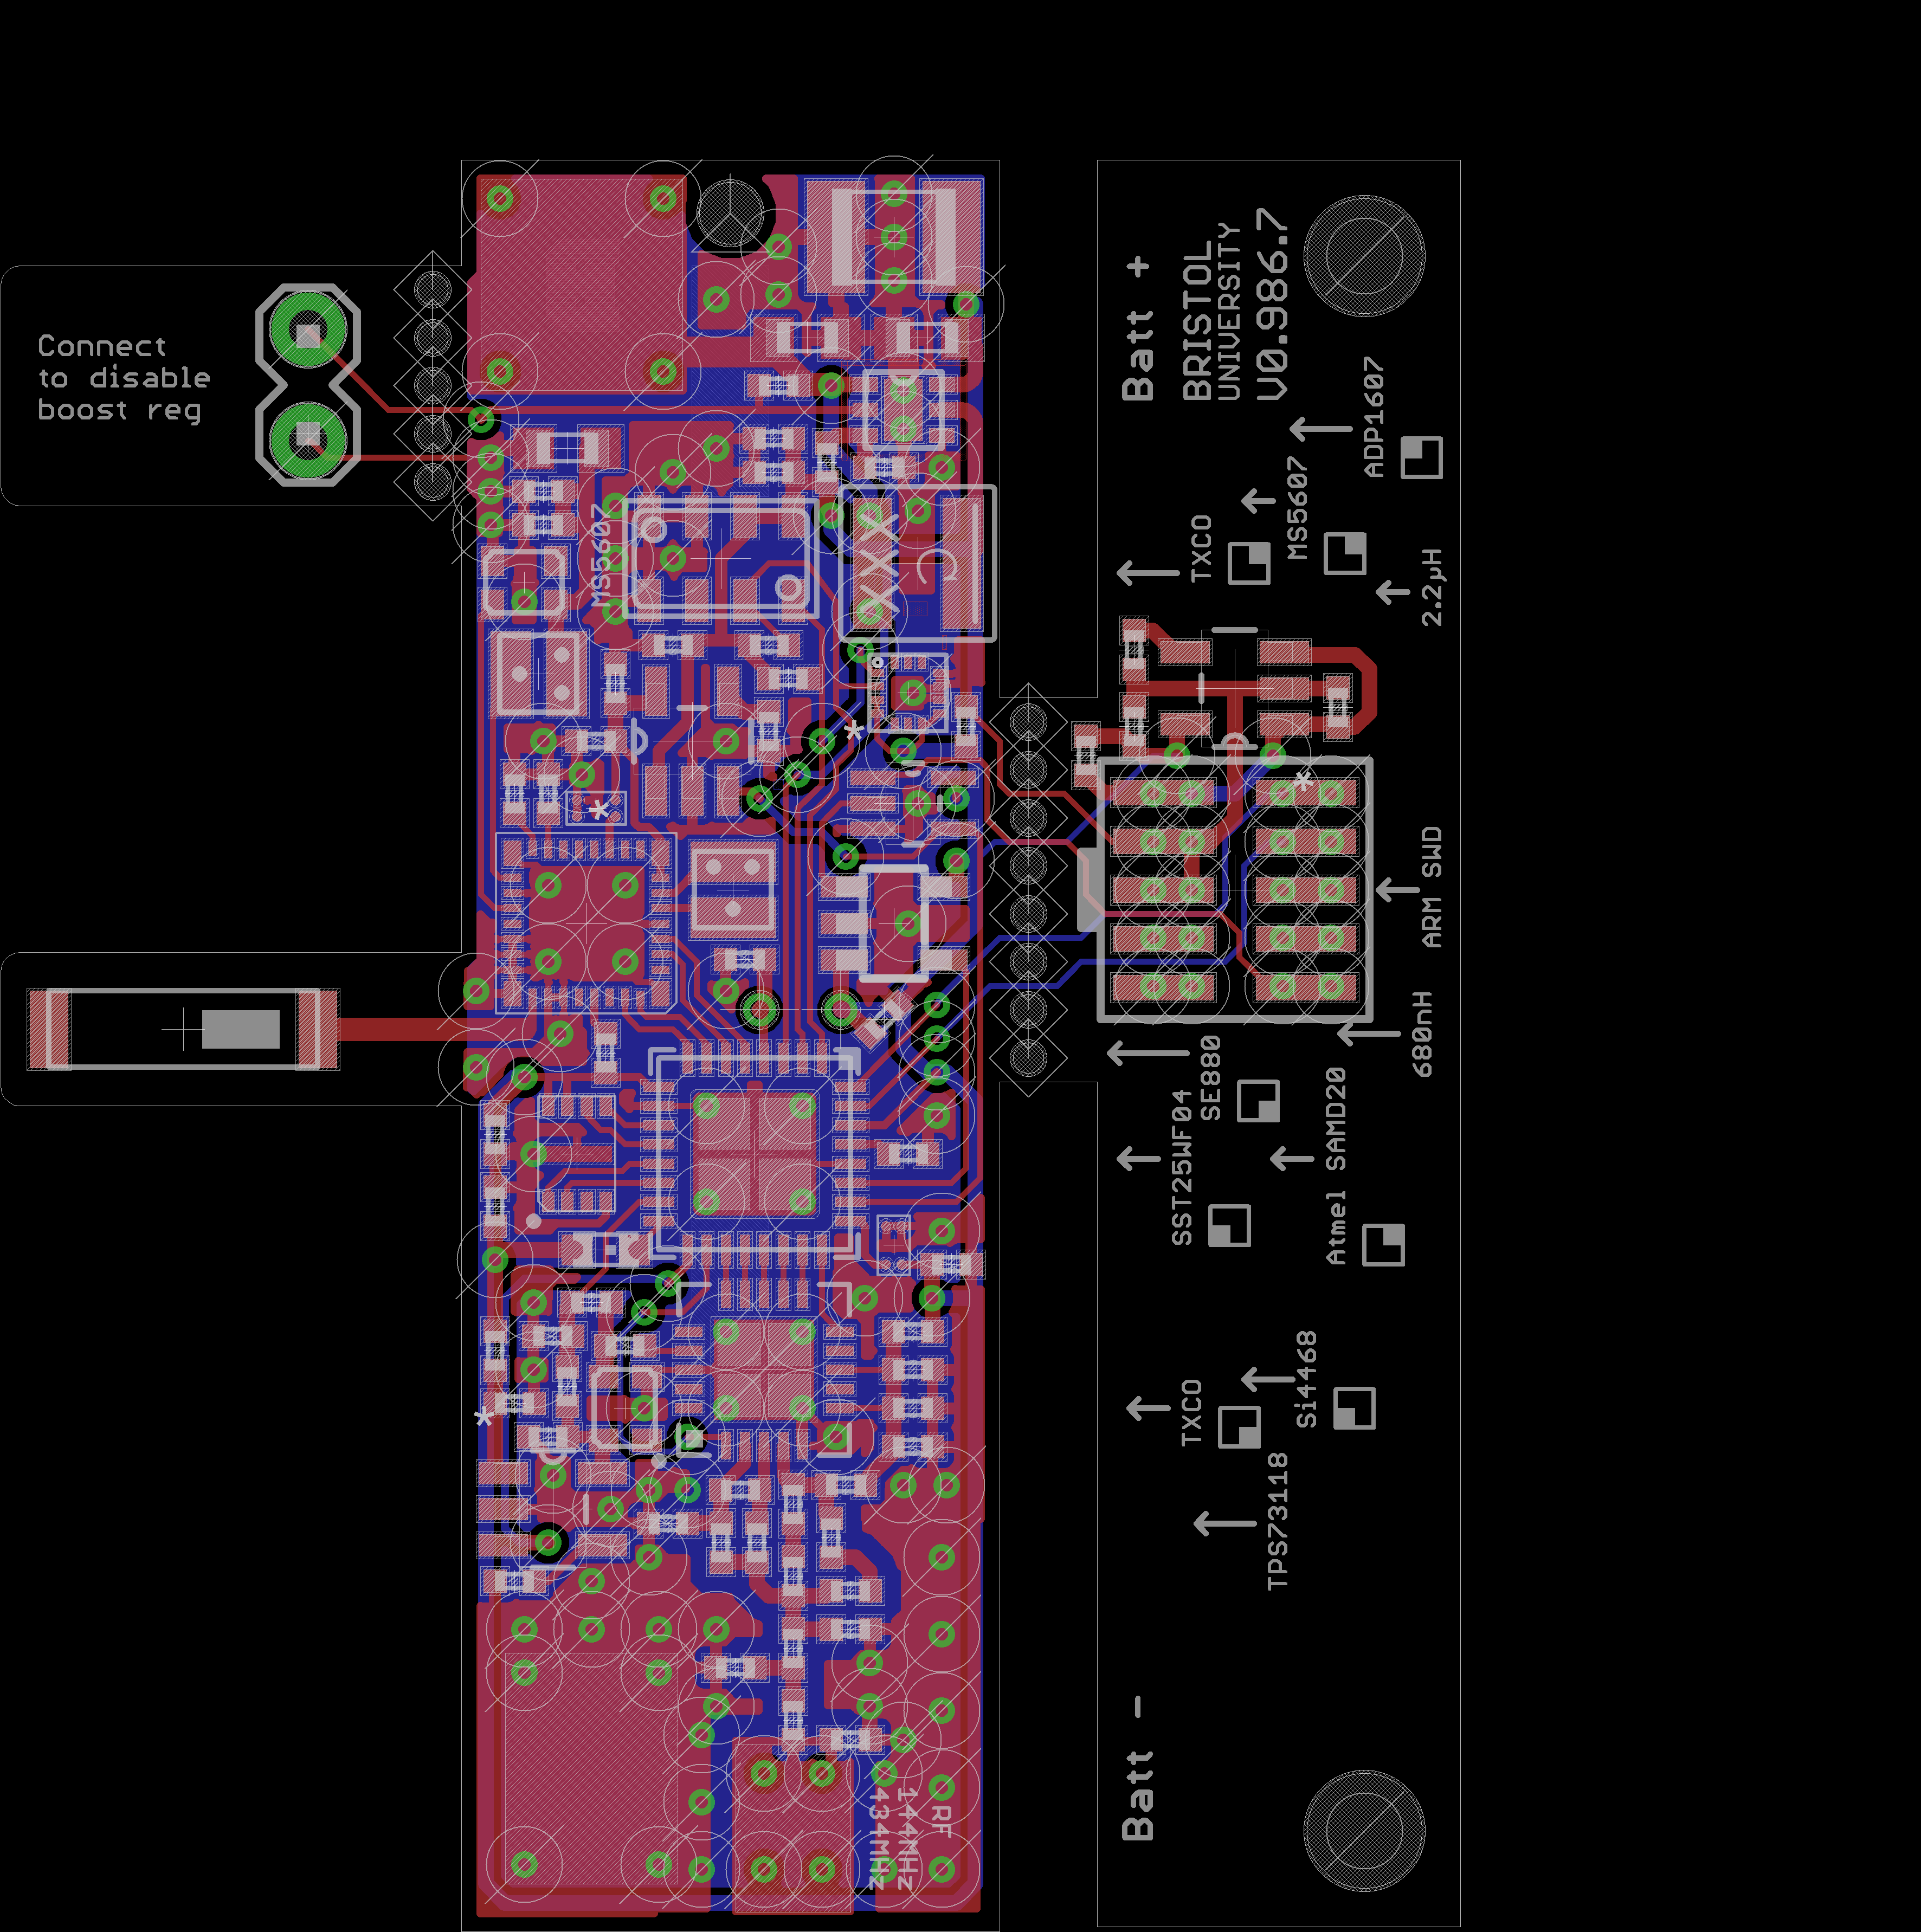 Connect
to disable
boost reg
MS5607
XXX
Batt +
BRISTOL
UNIVERSITY
V0.986.7
ADP1607
MS5607
TXCO
2.2µH
ARM SWD
680nH
SE880
SST25WF04
Atmel SAMD20
Si4468
TXCO
TPS73118
Batt -
RF
144MHz
434MHz